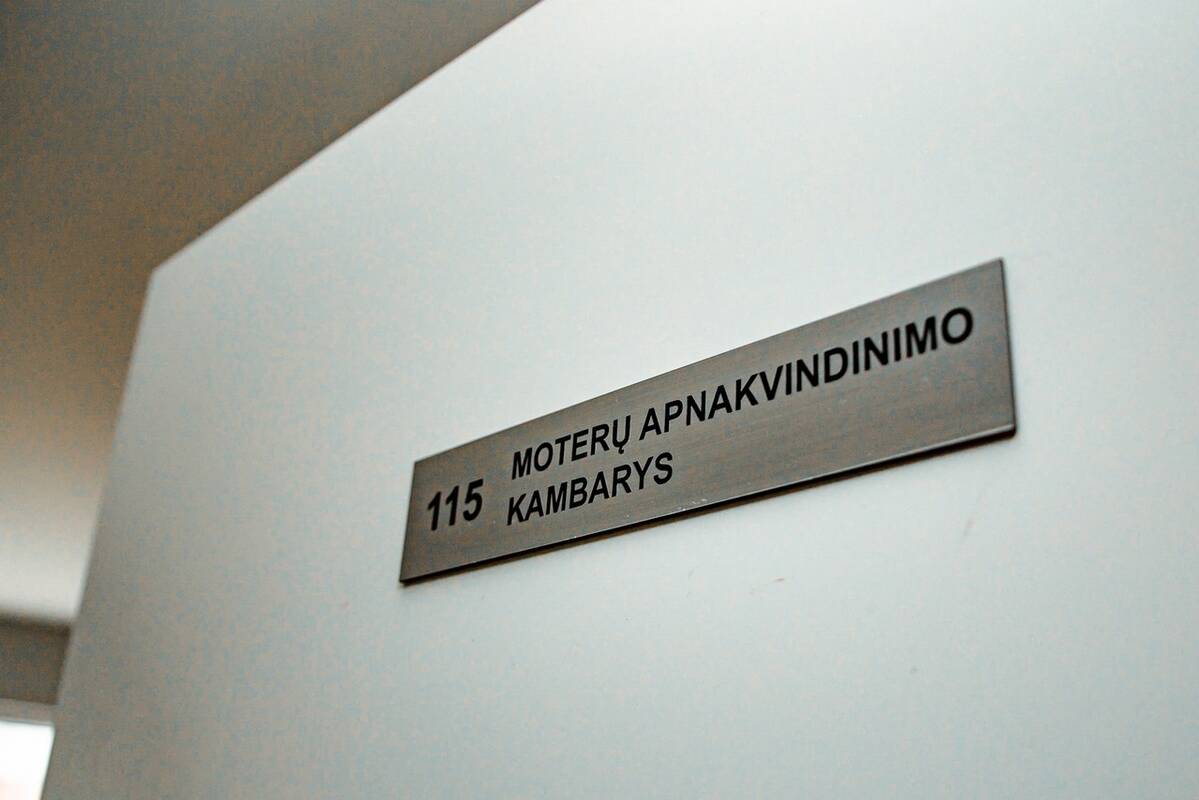 115 MOTERŲ APNAKVINDINIMO
KAMBARYS